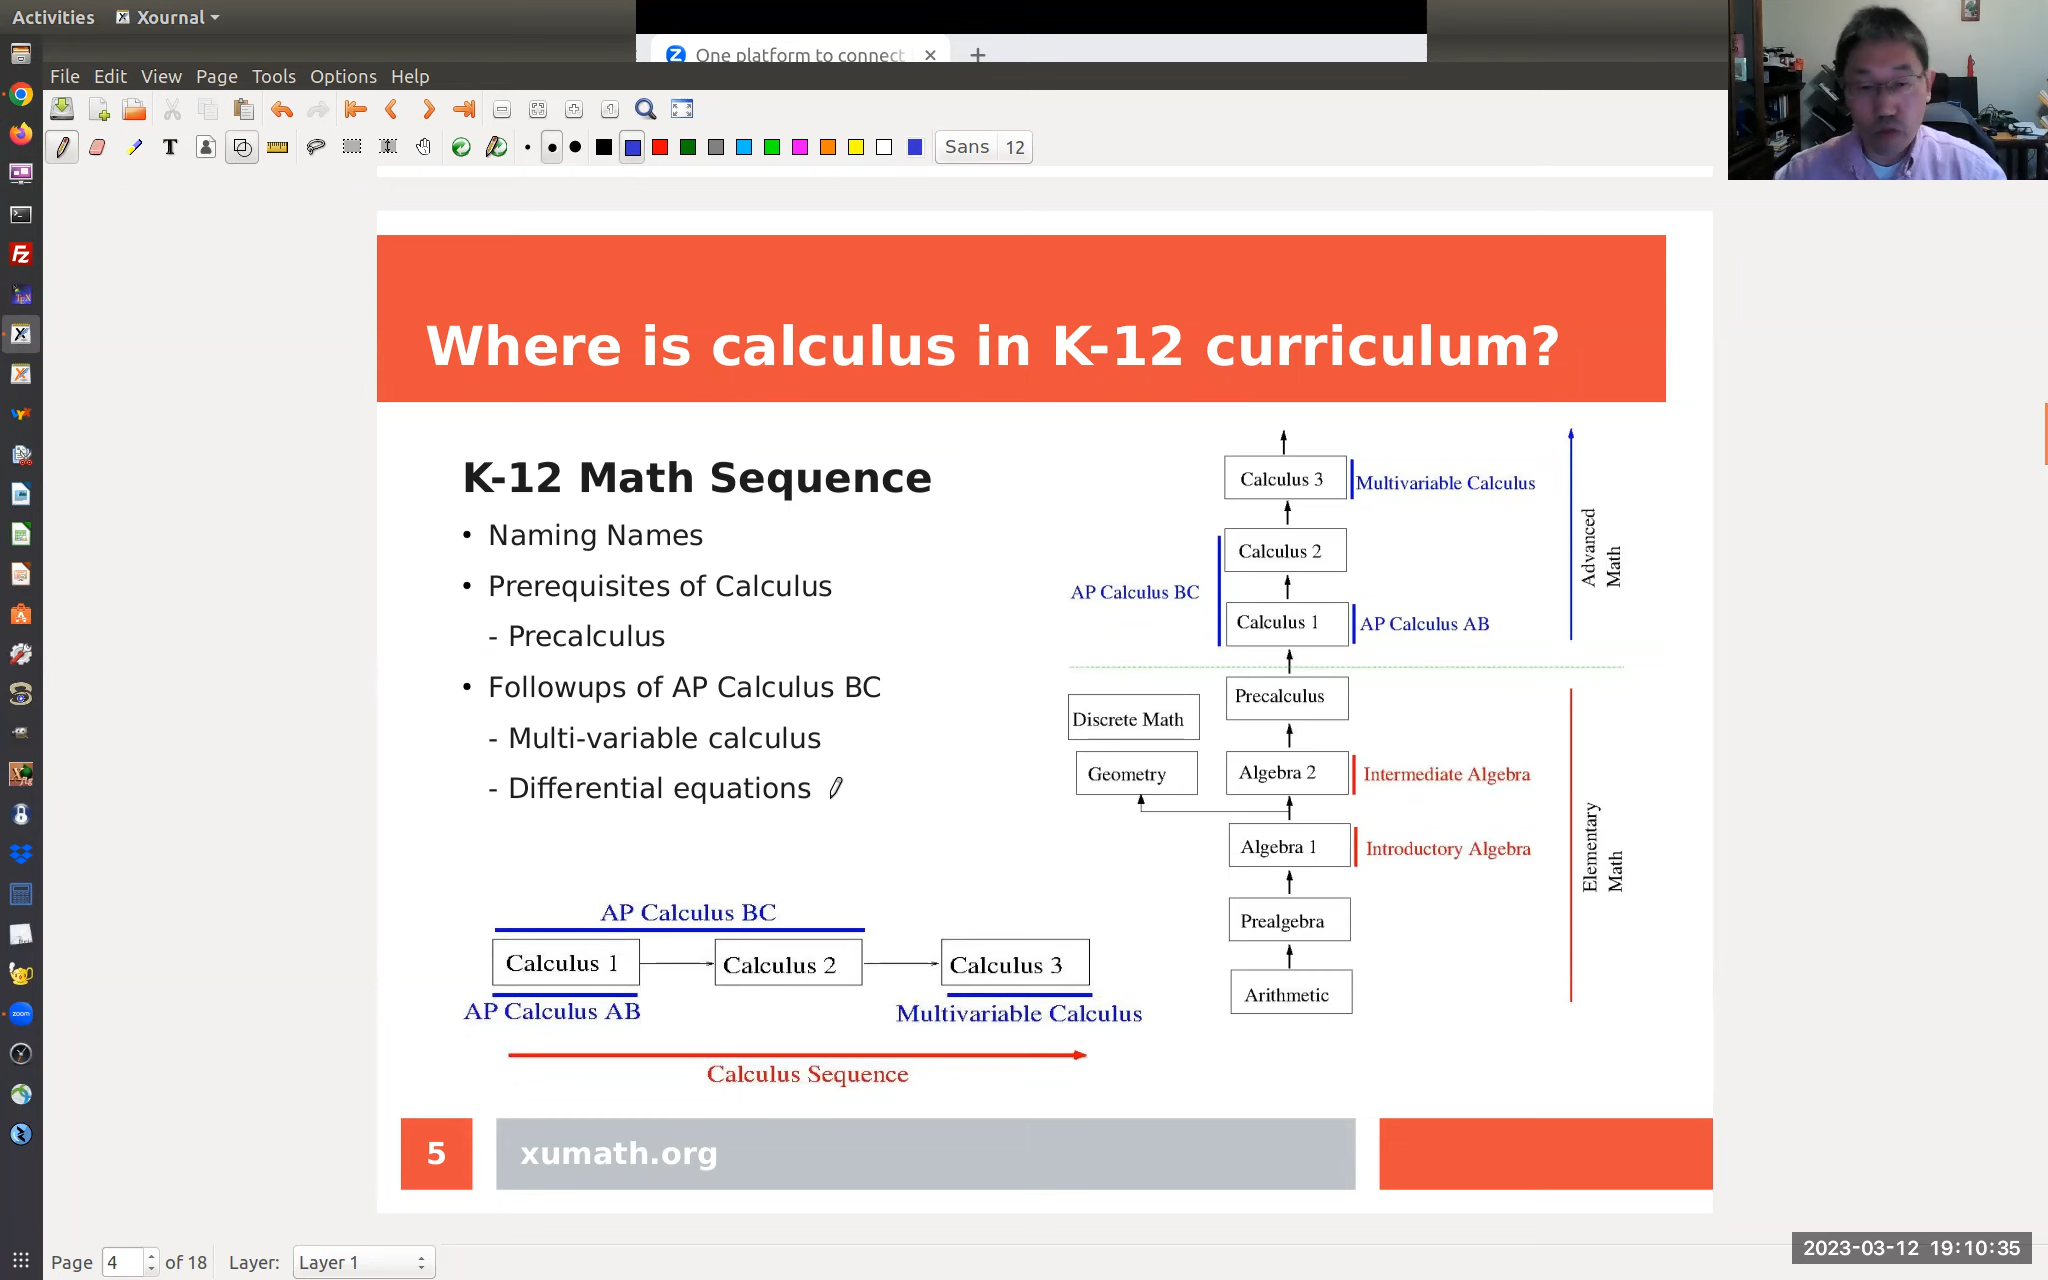 Activities Xournal
One platform to connect
File Edit View Page Tools Options Help
Sans 12
Where is calculus in K-12 curriculum?
K-12 Math Sequence
• Naming Names
• Prerequisites of Calculus
- Precalculus
• Followups of AP Calculus BC
- Multi-variable calculus
- Differential equations
AP Calculus BC
Calculus 1
Calculus 2
Calculus 3
AP Calculus AB
Multivariable Calculus
Calculus Sequence
Calculus 3
Multivariable Calculus
Calculus 2
AP Calculus BC
Calculus 1
AP Calculus AB
Advanced
Math
Precalculus
Discrete Math
Geometry
Algebra 2
Intermediate Algebra
Algebra 1
Introductory Algebra
Elementary
Math
Prealgebra
Arithmetic
5
xumath.org
Page 4 of 18 Layer: Layer 1
2023-03-12 19:10:35